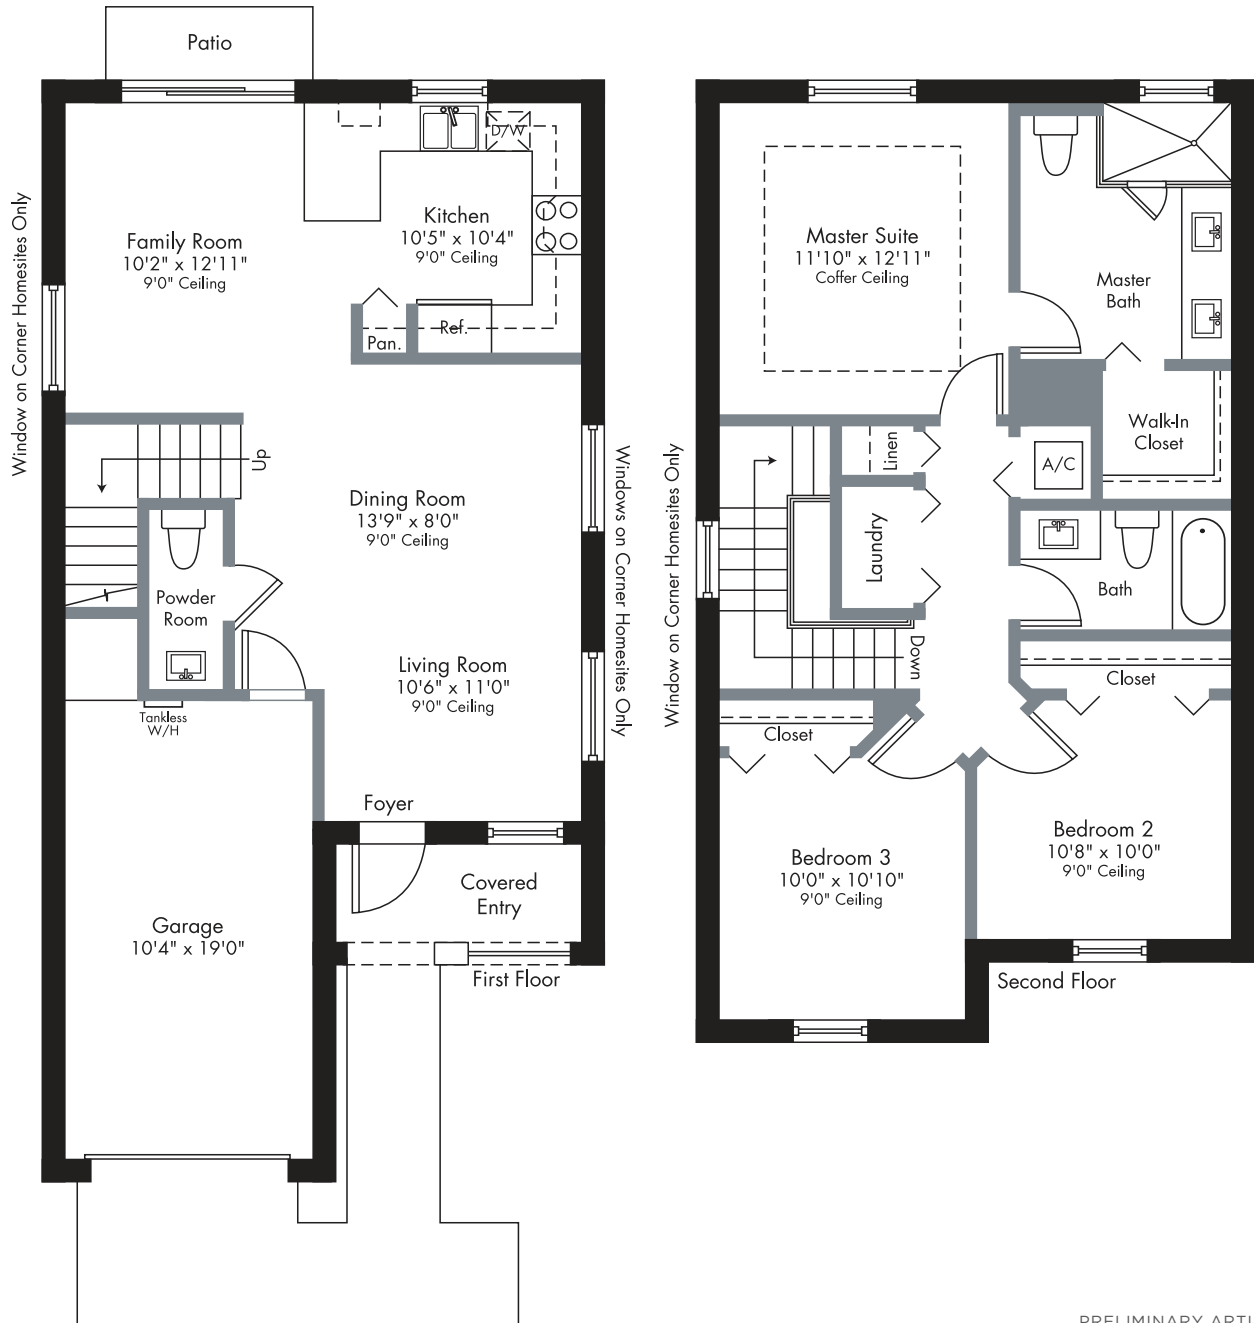 Patio
Window on Corner Homesites Only
Family Room
10'2" x 12'11"
9'0" Ceiling
D/W
Kitchen
10'5" x 10'4"
9'0" Ceiling
Pan.
Ref.
Up
Dining Room
13'9" x 8'0"
9'0" Ceiling
Windows on Corner Homesites Only
Powder
Room
Living Room
10'6" x 11'0"
9'0" Ceiling
Tankless
W/H
Foyer
Covered
Entry
Garage
10'4" x 19'0"
First Floor
Master Suite
11'10" x 12'11"
Coffer Ceiling
Master
Bath
Walk-In
Closet
Linen
A/C
Window on Corner Homesites Only
Laundry
Bath
Down
Closet
Closet
Bedroom 2
10'8" x 10'0"
9'0" Ceiling
Bedroom 3
10'0" x 10'10"
9'0" Ceiling
Second Floor
PRELIMINARY